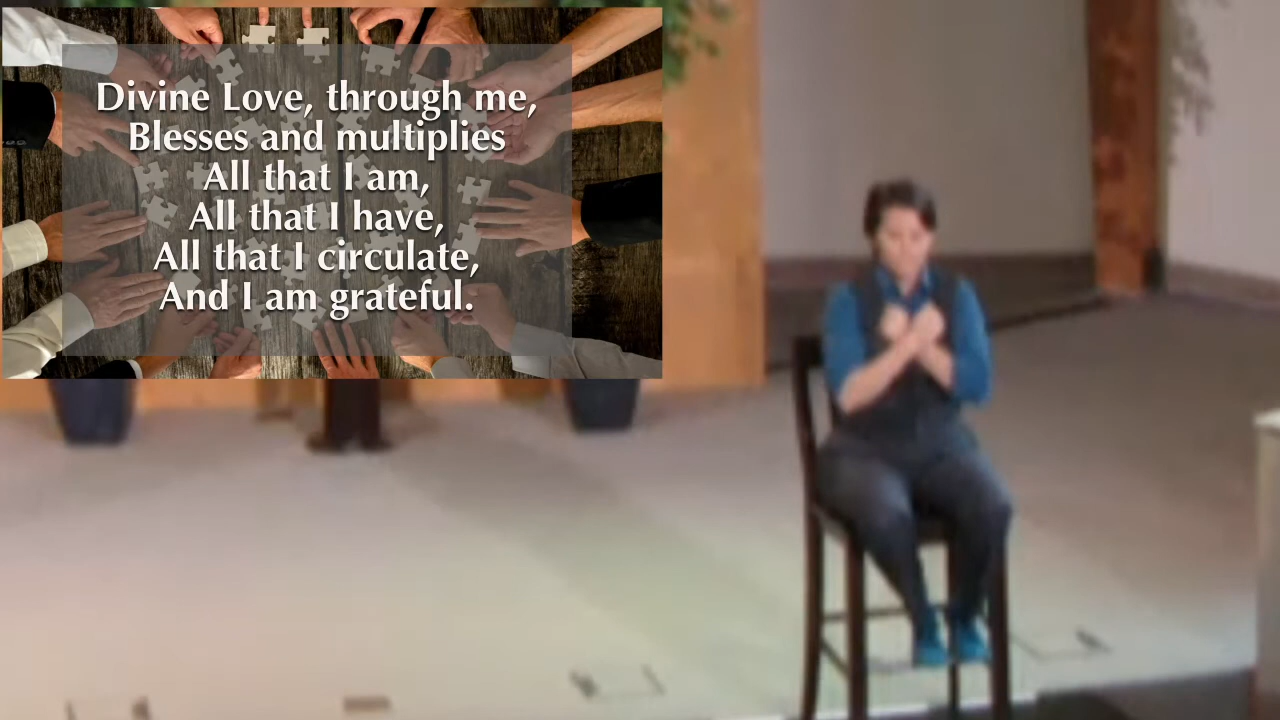 Divine Love, through me,
Blesses and multiplies
All that I am,
All that I have,
All that I circulate,
And I am grateful.